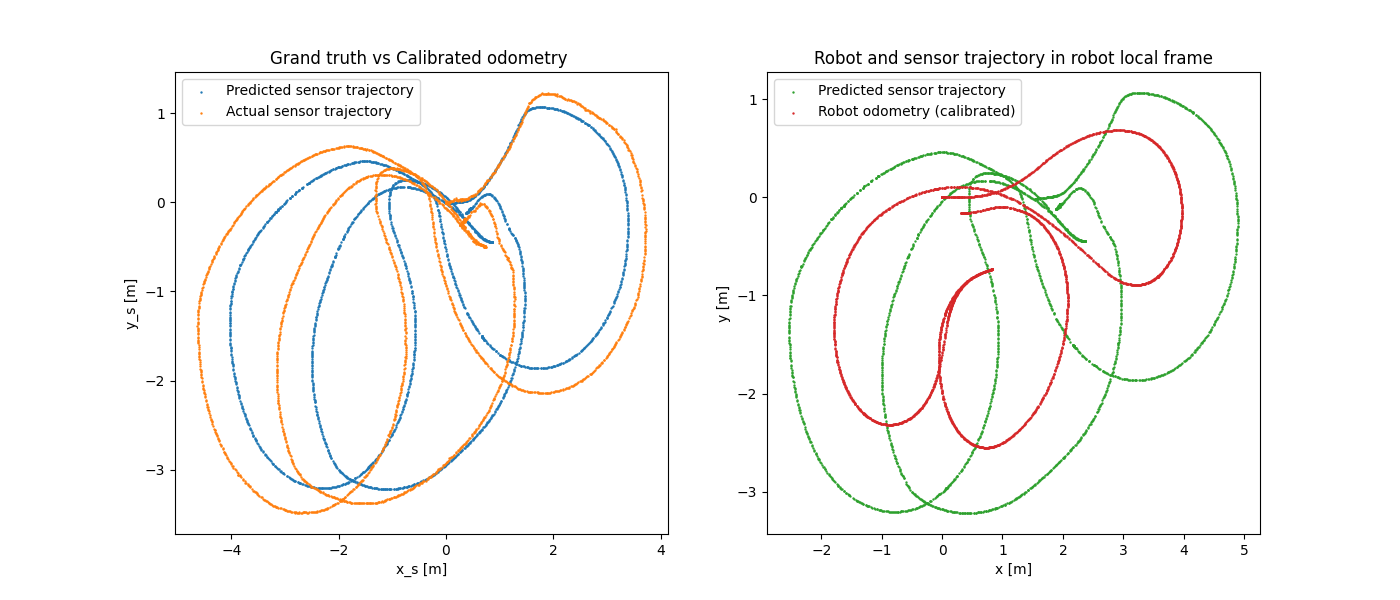 Grand truth vs Calibrated odometry
Predicted sensor trajectory
Actual sensor trajectory
1
0
−1
−2
−3
y_s [m]
−4
−2
0
2
4
x_s [m]
Robot and sensor trajectory in robot local frame
Predicted sensor trajectory
Robot odometry (calibrated)
1
0
−1
−2
−3
y [m]
−2
−1
0
1
2
3
4
5
x [m]